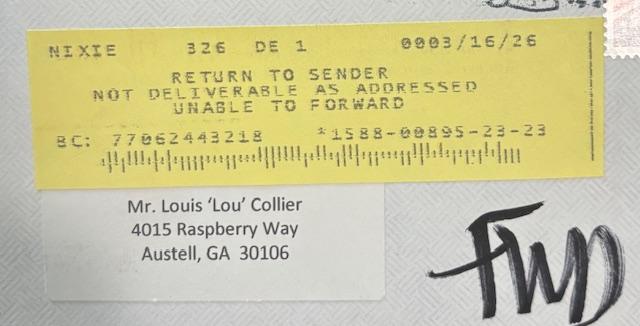 NIXIE 326 DE 1 0003/16/26
RETURN TO SENDER
NOT DELIVERABLE AS ADDRESSED
UNABLE TO FORWARD
BC: 77062443218 *1588-00895-23-23
Mr. Louis ‘Lou’ Collier
4015 Raspberry Way
Austell, GA 30106
FWD